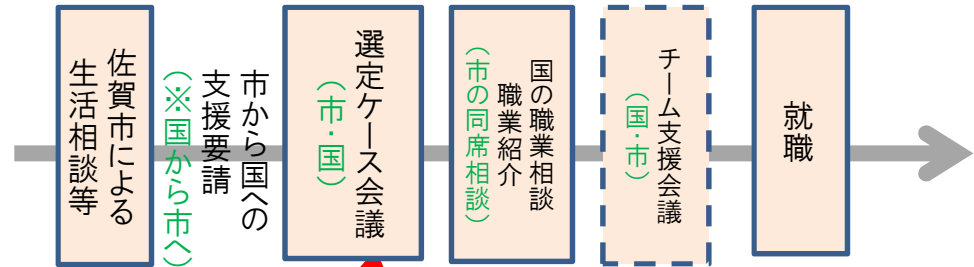 佐賀市による
生活相談等
市から国への
支援要請
（※国から市へ）
選定ケース会議
（市・国）
国の職業相談
職業紹介
（市の同席相談）
チーム支援会議
（国・市）
就職